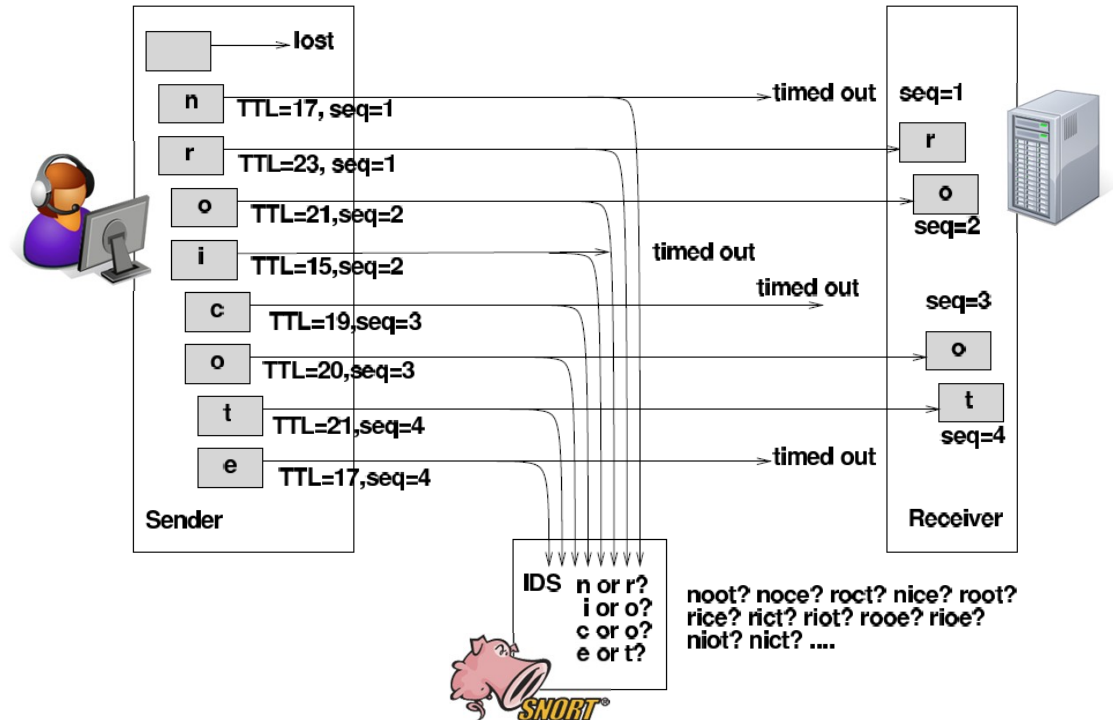 lost
n
TTL=17, seq=1
timed out
seq=1
r
TTL=23, seq=1
r
o
TTL=21,seq=2
o
seq=2
i
TTL=15,seq=2
timed out
c
TTL=19,seq=3
timed out
seq=3
o
TTL=20,seq=3
o
t
TTL=21,seq=4
t
seq=4
e
TTL=17,seq=4
timed out
Sender
Receiver
IDS n or r?
i or o?
c or o?
e or t?
noot? noce? roct? nice? root?
rice? rict? riot? rooe? rioe?
niot? nict? ....
SNORT®